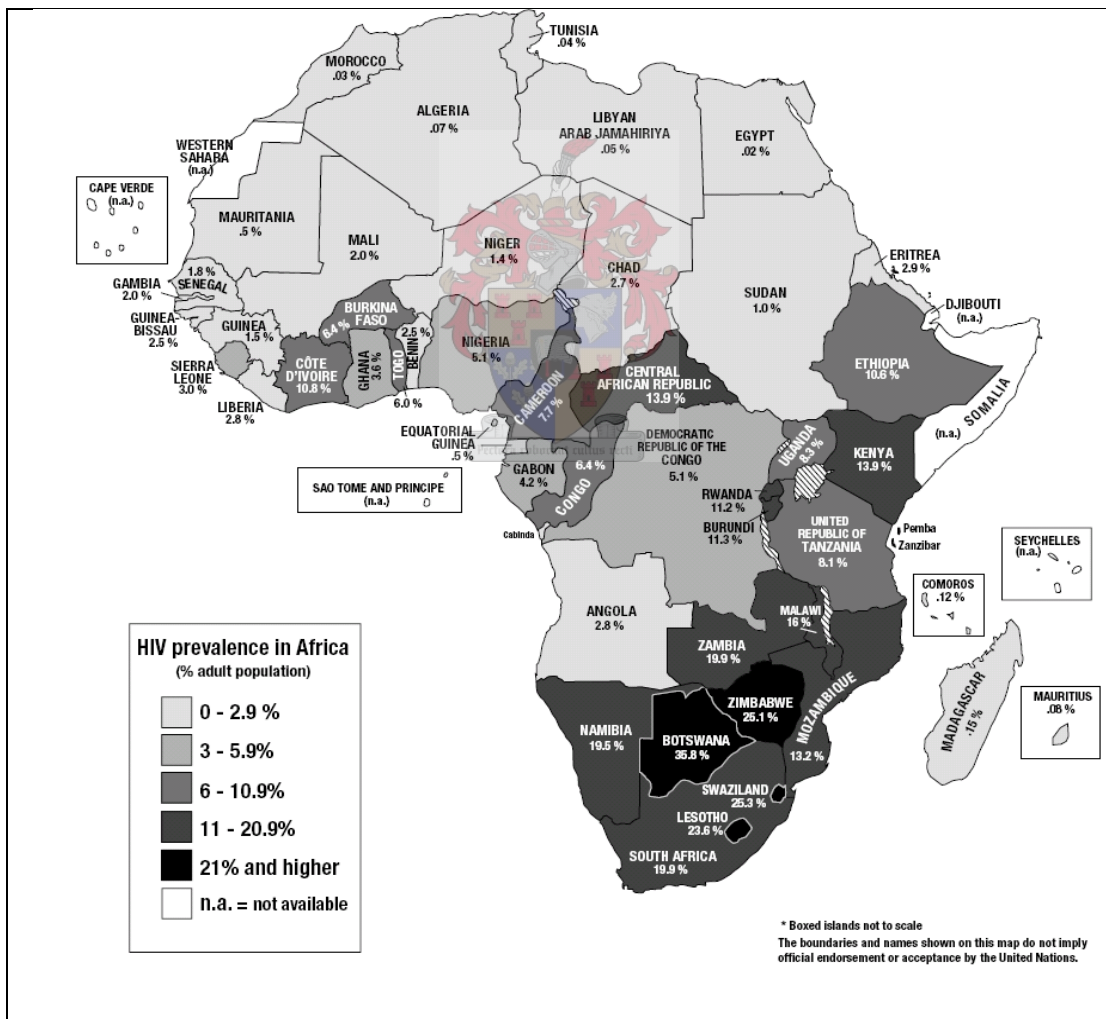 TUNISIA
.04 %
MOROCCO
.03 %
ALGERIA
.07 %
LIBYAN
ARAB JAMAHIRIYA
.05 %
EGYPT
.02 %
WESTERN
SAHARA
(n.a.)
CAPE VERDE
(n.a.)
MAURITANIA
.5 %
MALI
2.0 %
NIGER
1.4 %
CHAD
2.7 %
SUDAN
1.0 %
ERITREA
2.9 %
DJIBOUTI
(n.a.)
1.8 %
SENEGAL
GAMBIA
2.0 %
GUINEA-
BISSAU
2.5 %
GUINEA
1.5 %
SIERRA
LEONE
3.0 %
LIBERIA
2.8 %
CÔTE
D'IVOIRE
10.8 %
BURKINA
FASO
6.4 %
GHANA
3.6 %
TOGO
6.0 %
BENIN
2.5 %
NIGERIA
5.1 %
CAMEROON
7.7 %
CENTRAL
AFRICAN REPUBLIC
13.9 %
ETHIOPIA
10.6 %
SOMALIA
(n.a.)
EQUATORIAL
GUINEA
.5 %
SAO TOME AND PRINCIPE
(n.a.)
GABON
4.2 %
CONGO
6.4 %
DEMOCRATIC
REPUBLIC OF THE
CONGO
5.1 %
UGANDA
8.3 %
KENYA
13.9 %
RWANDA
11.2 %
BURUNDI
11.3 %
UNITED
REPUBLIC OF
TANZANIA
8.1 %
Pemba
Zanzibar
SEYCHELLES
(n.a.)
COMOROS
.12 %
Cabinda
ANGOLA
2.8 %
ZAMBIA
19.9 %
MALAWI
16 %
MOZAMBIQUE
13.2 %
ZIMBABWE
25.1 %
NAMIBIA
19.5 %
BOTSWANA
35.8 %
SWAZILAND
25.3 %
LESOTHO
23.6 %
SOUTH AFRICA
19.9 %
MADAGASCAR
.15 %
MAURITIUS
.08 %
HIV prevalence in Africa
(% adult population)
0 - 2.9 %
3 - 5.9%
6 - 10.9%
11 - 20.9%
21% and higher
n.a. = not available
* Boxed islands not to scale
The boundaries and names shown on this map do not imply
official endorsement or acceptance by the United Nations.